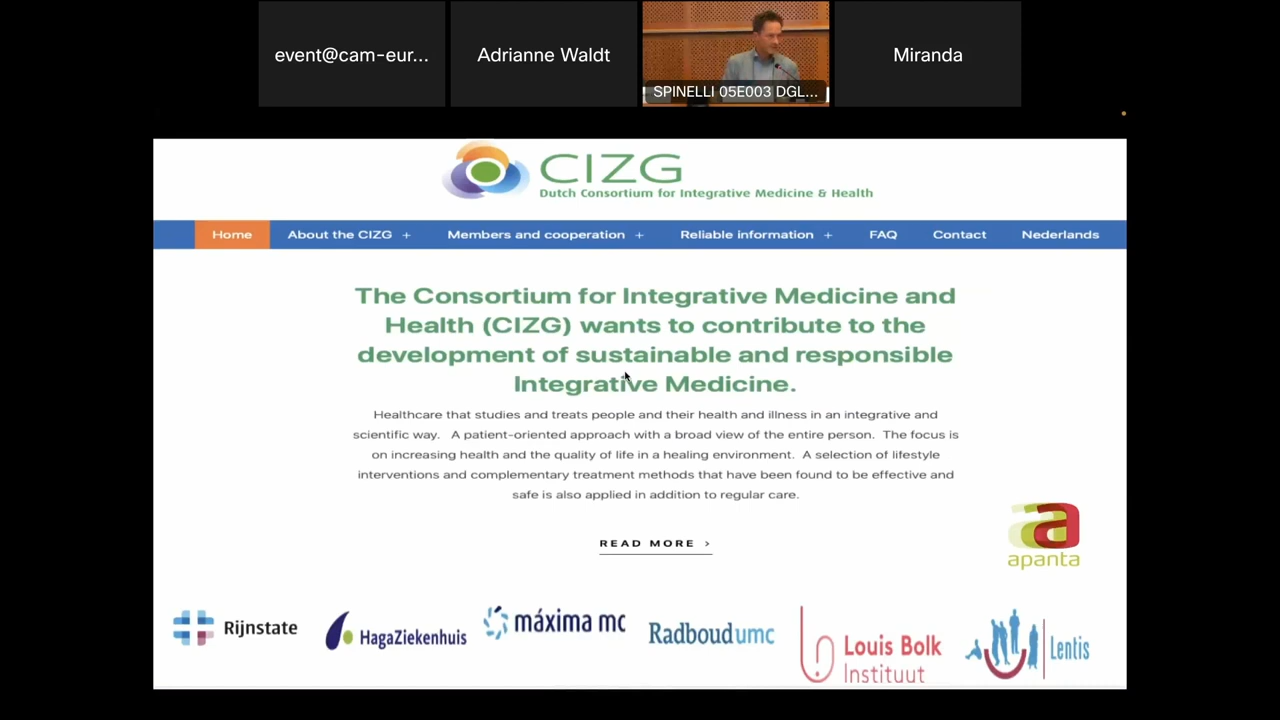 event@cam-eur...
Adrianne Waldt
SPINELLI 05E003 DGL...
Miranda
CIZG
Dutch Consortium for Integrative Medicine & Health
Home About the CIZG + Members and cooperation + Reliable information + FAQ Contact Nederlands
The Consortium for Integrative Medicine and
Health (CIZG) wants to contribute to the
development of sustainable and responsible
Integrative Medicine.
Healthcare that studies and treats people and their health and illness in an integrative and
scientific way. A patient-oriented approach with a broad view of the entire person. The focus is
on increasing health and the quality of life in a healing environment. A selection of lifestyle
interventions and complementary treatment methods that have been found to be effective and
safe is also applied in addition to regular care.
READ MORE >
apanta
Rijnstate
HagaZiekenhuis
máxima mc
Radboudumc
Louis Bolk
Instituut
Lentis